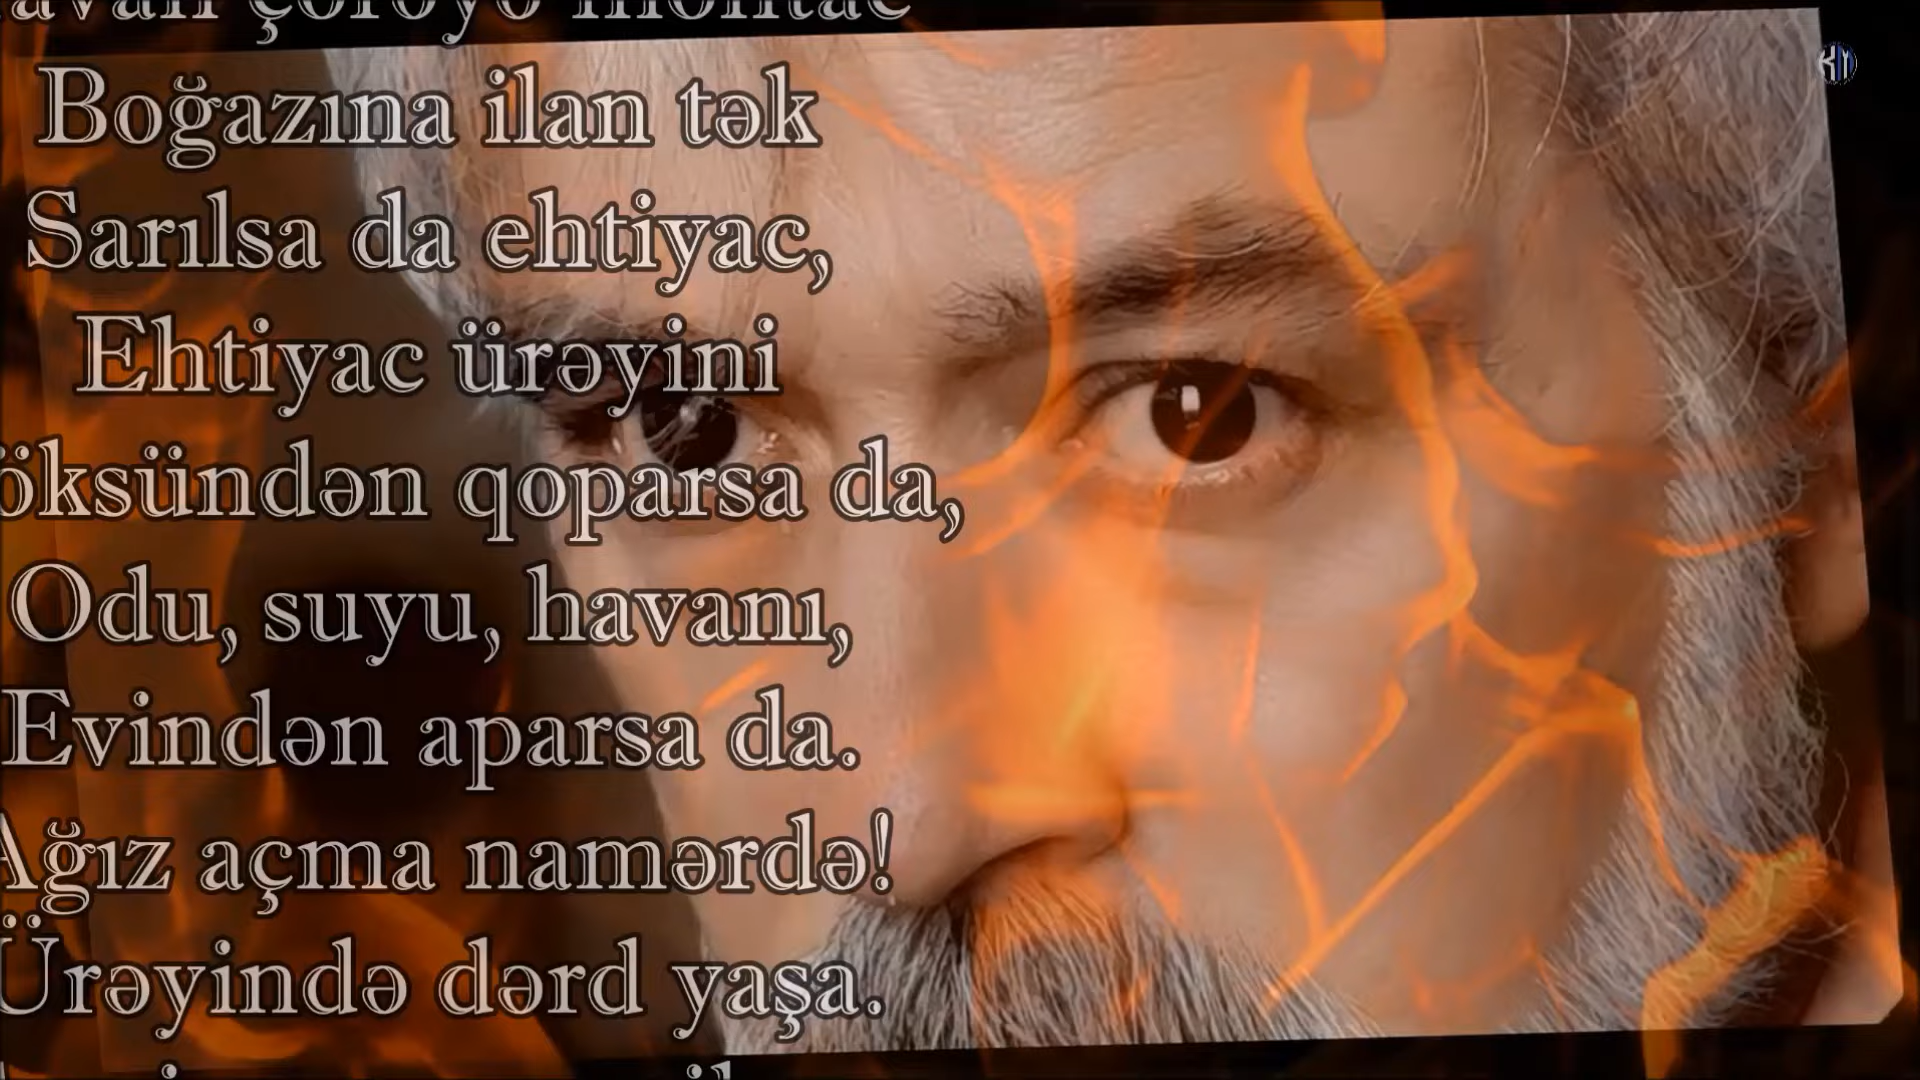 Boğazına ilan tək
Sarılsa da ehtiyac,
Ehtiyac ürəyini
öksündən qoparsa da,
Odu, suyu, havanı,
Evindən aparsa da.
Ağız açma namərdə!
Ürəyində dərd yaşa.
KM